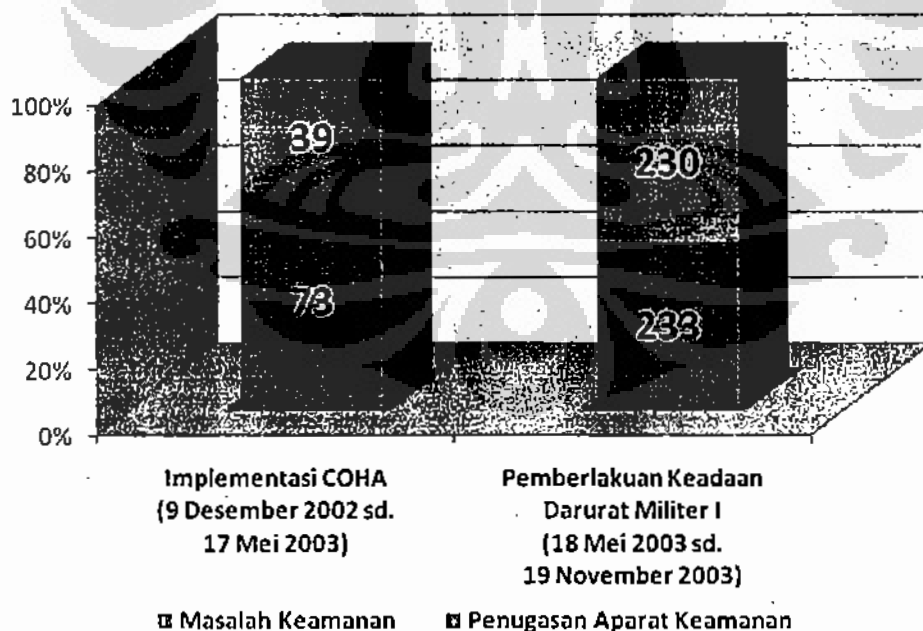 100%
80%
60%
40%
20%
0%
39
73
230
233
Implementasi COHA
(9 Desember 2002 sd.
17 Mei 2003)
Pemberlakuan Keadaan
Darurat Militer I
(18 Mei 2003 sd.
19 November 2003)
Masalah Keamanan
Penugasan Aparat Keamanan